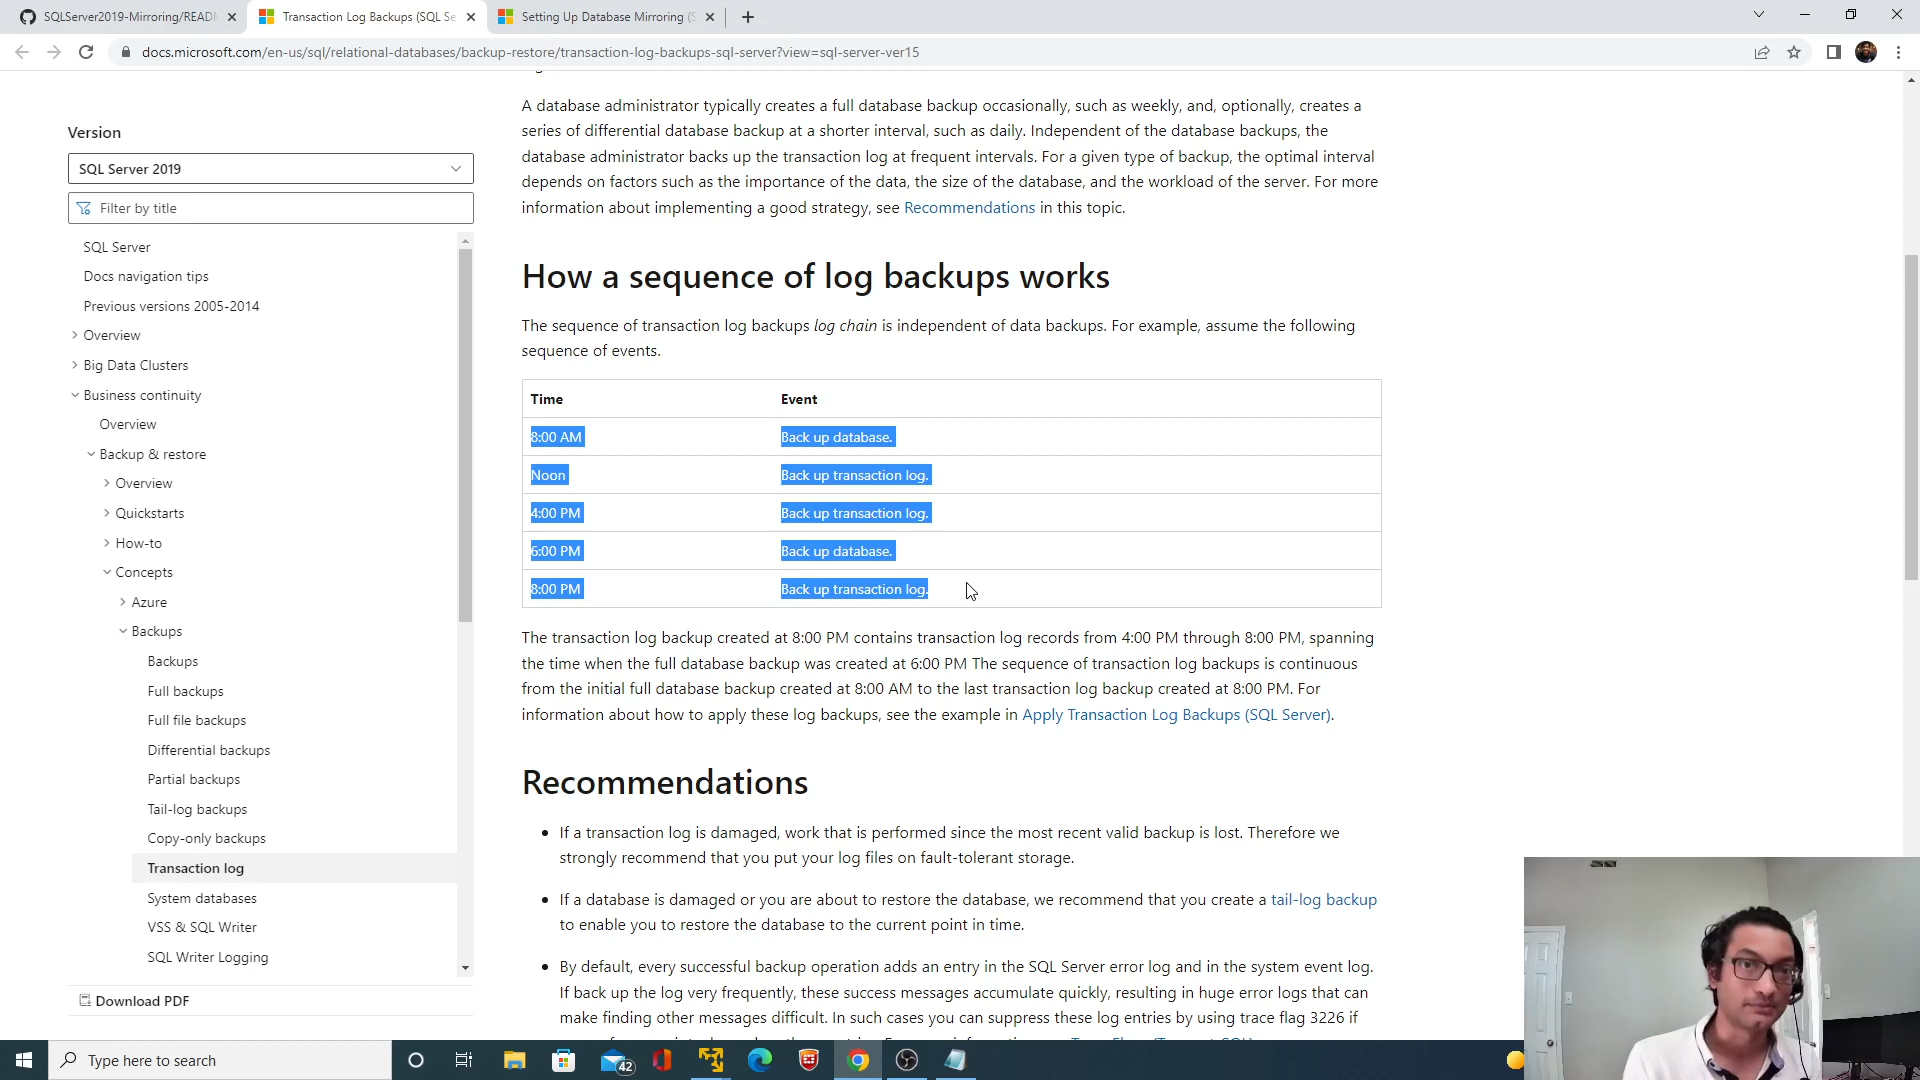 SQLServer2019-Mirroring/READM
Transaction Log Backups (SQL Se
Setting Up Database Mirroring (S
docs.microsoft.com/en-us/sql/relational-databases/backup-restore/transaction-log-backups-sql-server?view=sql-server-ver15
Version
SQL Server 2019
Filter by title
SQL Server
Docs navigation tips
Previous versions 2005-2014
Overview
Big Data Clusters
Business continuity
Overview
Backup & restore
Overview
Quickstarts
How-to
Concepts
Azure
Backups
Backups
Full backups
Full file backups
Differential backups
Partial backups
Tail-log backups
Copy-only backups
Transaction log
System databases
VSS & SQL Writer
SQL Writer Logging
Download PDF
A database administrator typically creates a full database backup occasionally, such as weekly, and, optionally, creates a
series of differential database backup at a shorter interval, such as daily. Independent of the database backups, the
database administrator backs up the transaction log at frequent intervals. For a given type of backup, the optimal interval
depends on factors such as the importance of the data, the size of the database, and the workload of the server. For more
information about implementing a good strategy, see Recommendations in this topic.
How a sequence of log backups works
The sequence of transaction log backups log chain is independent of data backups. For example, assume the following
sequence of events.
Time Event
8:00 AM Back up database.
Noon Back up transaction log.
4:00 PM Back up transaction log.
6:00 PM Back up database.
8:00 PM Back up transaction log.
The transaction log backup created at 8:00 PM contains transaction log records from 4:00 PM through 8:00 PM, spanning
the time when the full database backup was created at 6:00 PM The sequence of transaction log backups is continuous
from the initial full database backup created at 8:00 AM to the last transaction log backup created at 8:00 PM. For
information about how to apply these log backups, see the example in Apply Transaction Log Backups (SQL Server).
Recommendations
If a transaction log is damaged, work that is performed since the most recent valid backup is lost. Therefore we
strongly recommend that you put your log files on fault-tolerant storage.
If a database is damaged or you are about to restore the database, we recommend that you create a tail-log backup
to enable you to restore the database to the current point in time.
By default, every successful backup operation adds an entry in the SQL Server error log and in the system event log.
If back up the log very frequently, these success messages accumulate quickly, resulting in huge error logs that can
make finding other messages difficult. In such cases you can suppress these log entries by using trace flag 3226 if
Type here to search
42